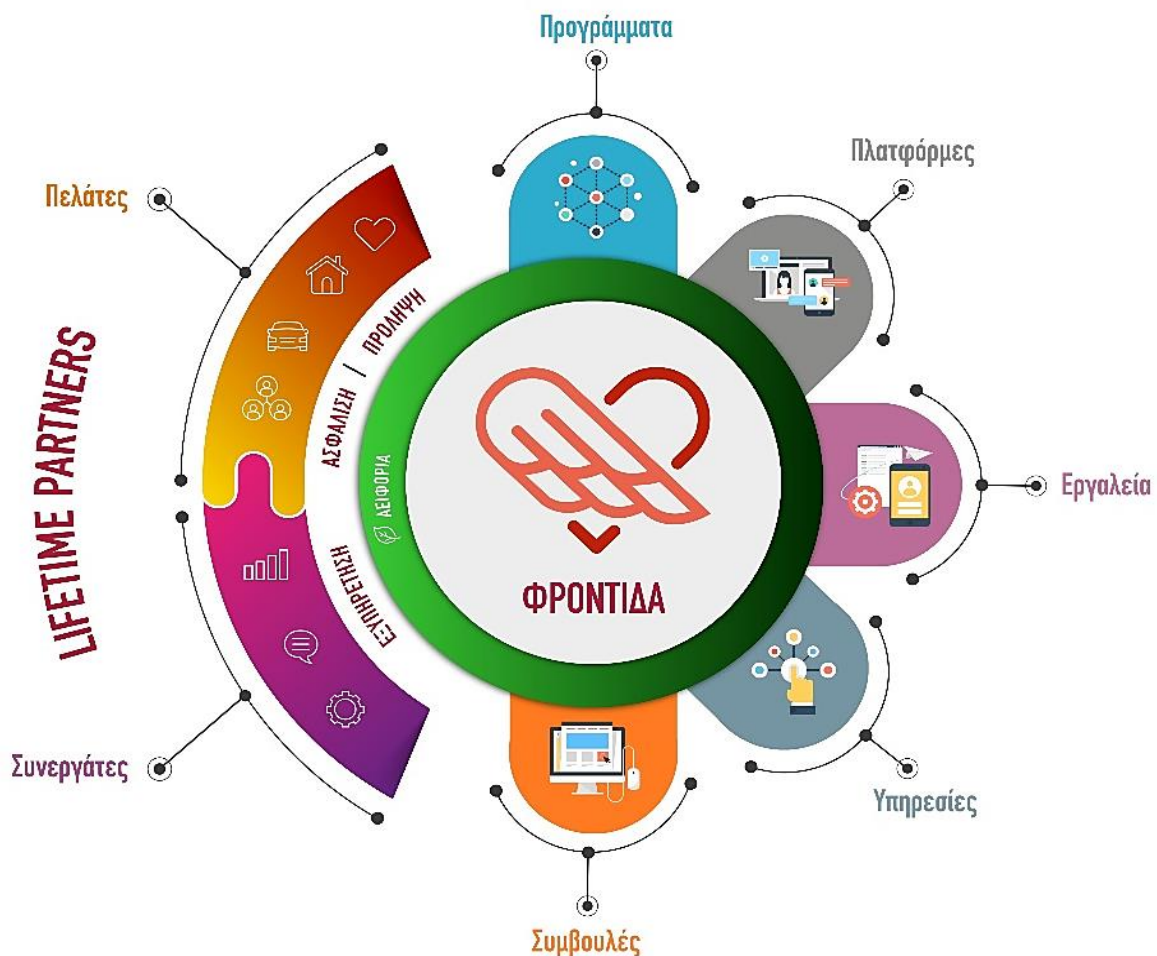 Προγράμματα
Πλατφόρμες
Πελάτες
ΠΡΟΛΗΨΗ
ΑΣΦΑΛΙΣΗ |
LIFETIME PARTNERS
ΑΕΙΦΟΡΙΑ
Εργαλεία
ΕΞΥΠΗΡΕΤΗΣΗ
ΦΡΟΝΤΙΔΑ
Συνεργάτες
Υπηρεσίες
Συμβουλές